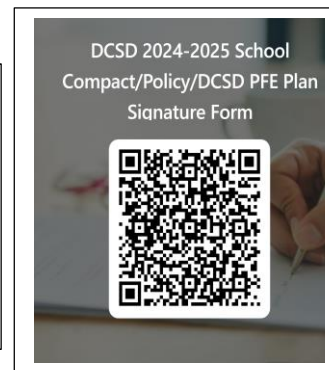 DCSD 2024-2025 School
Compact/Policy/DCSD PFE Plan
Signature Form